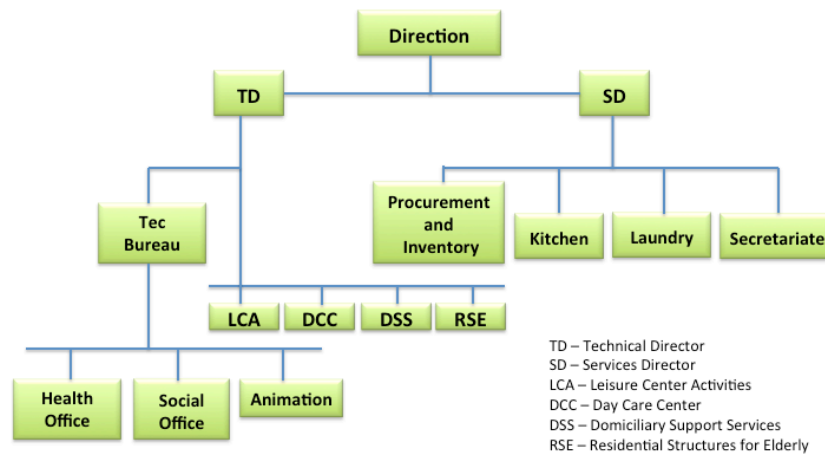 Direction
TD
SD
Tec
Bureau
Procurement
and
Inventory
Kitchen
Laundry
Secretariate
LCA
DCC
DSS
RSE
Health
Office
Social
Office
Animation
TD – Technical Director
SD – Services Director
LCA – Leisure Center Activities
DCC – Day Care Center
DSS – Domiciliary Support Services
RSE – Residential Structures for Elderly